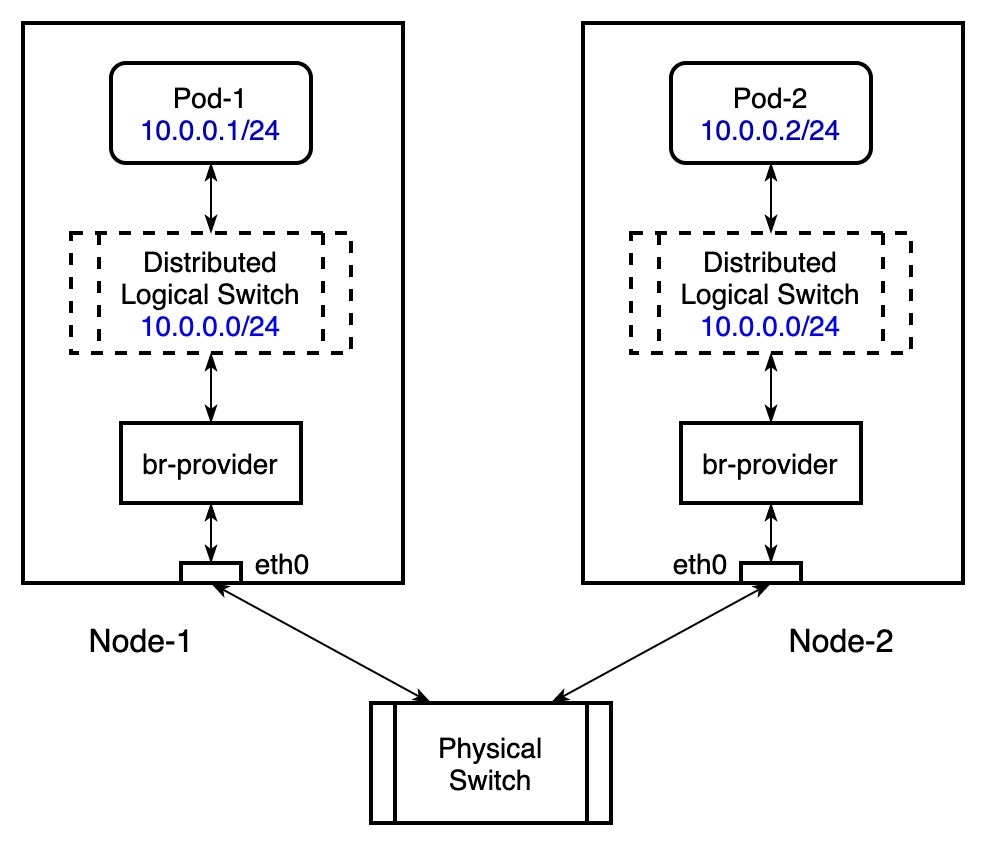 Pod-1
10.0.0.1/24
Distributed
Logical Switch
10.0.0.0/24
br-provider
eth0
Node-1
Pod-2
10.0.0.2/24
Distributed
Logical Switch
10.0.0.0/24
br-provider
eth0
Node-2
Physical
Switch